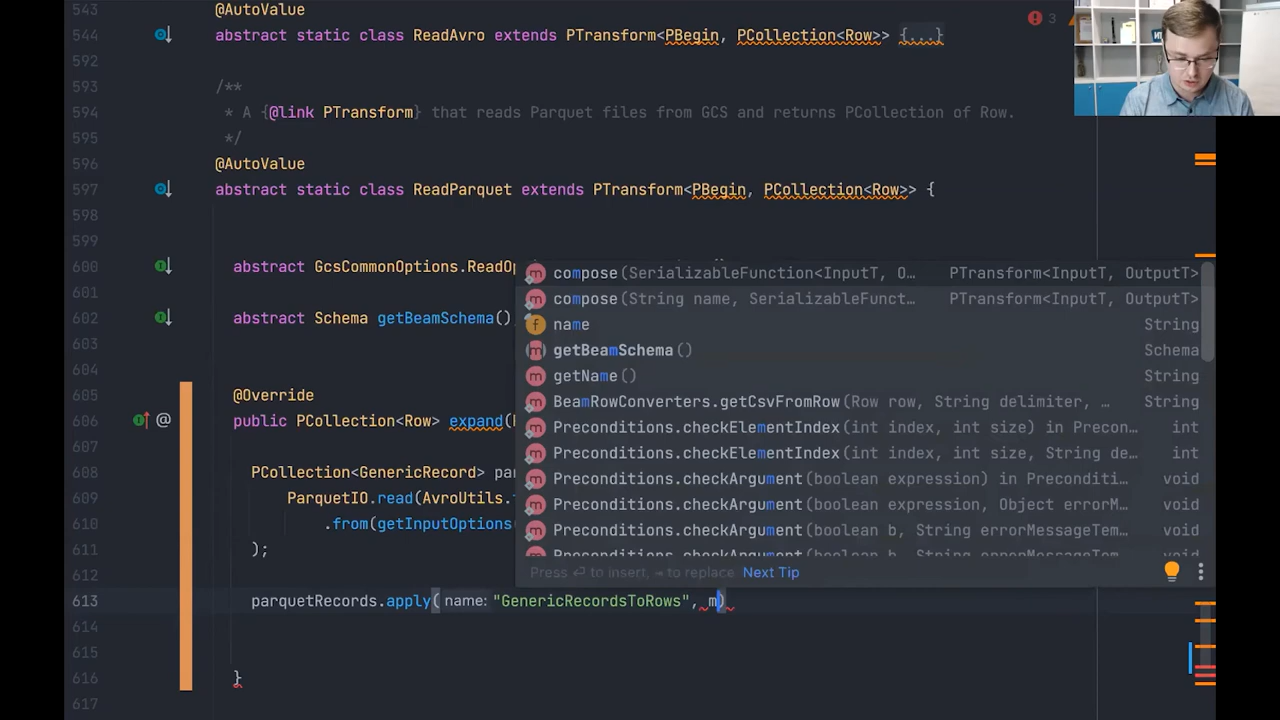 543 @AutoValue
544 abstract static class ReadAvro extends PTransform<PBegin, PCollection<Row>> {...}
592
593 /**
594 * A {@link PTransform} that reads Parquet files from GCS and returns PCollection of Row.
595 */
596 @AutoValue
597 abstract static class ReadParquet extends PTransform<PBegin, PCollection<Row>> {
598
599
600 abstract GcsCommonOptions.ReadOp
601
602 abstract Schema getBeamSchema()
603
604
605 @Override
606 @ public PCollection<Row> expand(
607
608 PCollection<GenericRecord> par
609 ParquetIO.read(AvroUtils.
610 .from(getInputOptions
611 );
612
613 parquetRecords.apply( name: "GenericRecordsToRows", m)
614
615
616 }
617
3
compose(SerializableFunction<InputT, O… PTransform<InputT, OutputT>
compose(String name, SerializableFunct… PTransform<InputT, OutputT>
name String
getBeamSchema() Schema
getName() String
BeamRowConverters.getCsvFromRow(Row row, String delimiter, … String
Preconditions.checkElementIndex(int index, int size) in Precon… int
Preconditions.checkElementIndex(int index, int size, String de… int
Preconditions.checkArgument(boolean expression) in Preconditi… void
Preconditions.checkArgument(boolean expression, Object errorM… void
Preconditions.checkArgument(boolean b, String errorMessageTem… void
Preconditions.checkArgument(boolean b, String errorMessageTem… void
Press ⏎ to insert, ⇥ to replace Next Tip